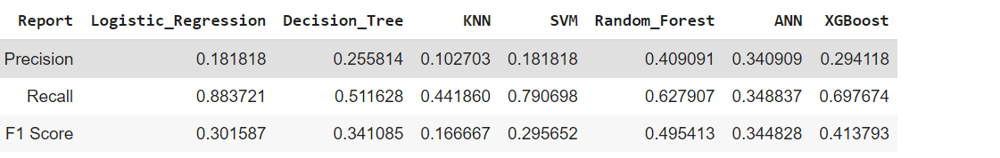 Report Logistic_Regression Decision_Tree KNN SVM Random_Forest ANN XGBoost
Precision 0.181818 0.255814 0.102703 0.181818 0.409091 0.340909 0.294118
Recall 0.883721 0.511628 0.441860 0.790698 0.627907 0.348837 0.697674
F1 Score 0.301587 0.341085 0.166667 0.295652 0.495413 0.344828 0.413793